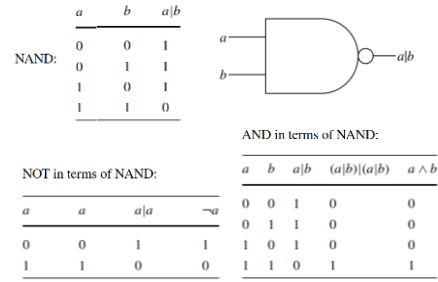 a b a|b
NAND:
0 0 1
0 1 1
1 0 1
1 1 0
a
b
a|b
NOT in terms of NAND:
a a a|a ¬a
0 0 1 1
1 1 0 0
AND in terms of NAND:
a b a|b (a|b)|(a|b) a ∧ b
0 0 1 0 0
0 1 1 0 0
1 0 1 0 0
1 1 0 1 1